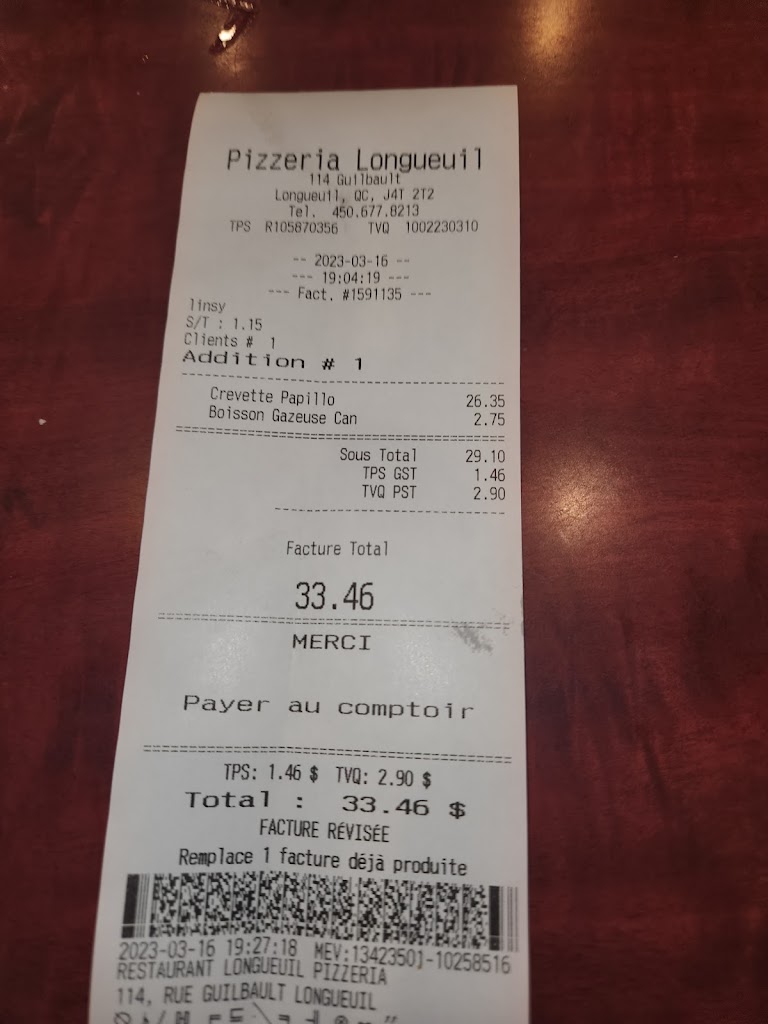 Pizzeria Longueuil
114 Guilbault
Longueuil, QC, J4T 2T2
Tel. 450.677.8213
TPS R105870356 TVQ 1002230310
-- 2023-03-16 --
--- 19:04:19 ---
--- Fact. #1591135 ---
linsy
S/T : 1.15
Clients # 1
Addition # 1
Crevette Papillo 26.35
Boisson Gazeuse Can 2.75
Sous Total 29.10
TPS GST 1.46
TVQ PST 2.90
Facture Total
33.46
MERCI
Payer au comptoir
TPS: 1.46 $ TVQ: 2.90 $
Total : 33.46 $
FACTURE RÉVISÉE
Remplace 1 facture déjà produite
2023-03-16 19:27:18 MEV:13423501-10258516
RESTAURANT LONGUEUIL PIZZERIA
114, RUE GUILBAULT LONGUEUIL